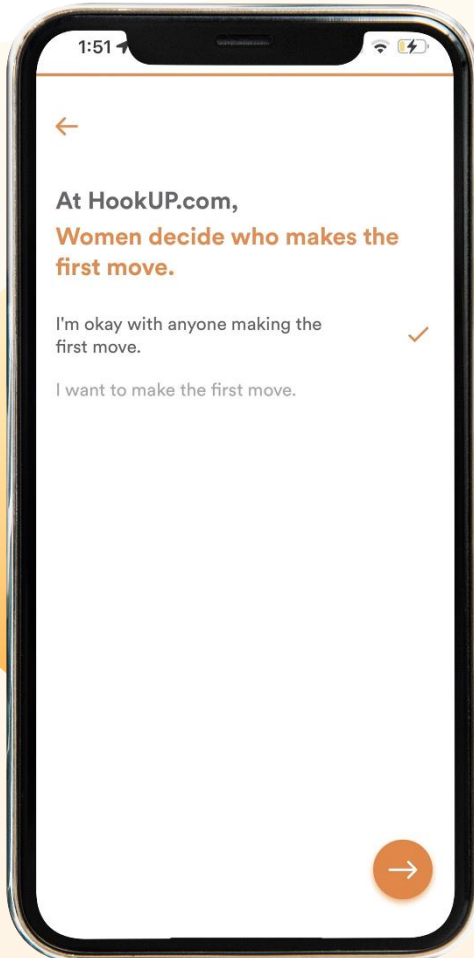 1:51
At HookUP.com,
Women decide who makes the
first move.
I'm okay with anyone making the
first move.
I want to make the first move.